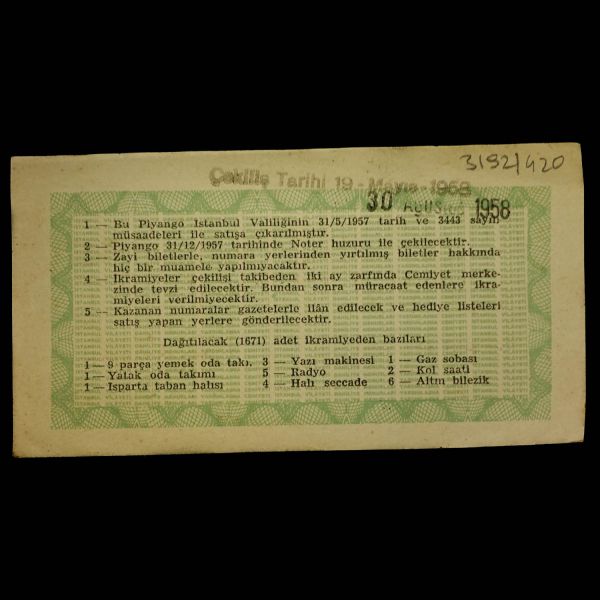 3192/420
Çekiliş Tarihi 19 - Mayıs - 1958
30 AĞUSTOS 1958
1 — Bu Piyango İstanbul Valiliğinin 31/5/1957 tarih ve 3443 sayılı
müsaadeleri ile satışa çıkarılmıştır.
2 — Piyango 31/12/1957 tarihinde Noter huzuru ile çekilecektir.
3 — Zayi biletlerle, numara yerlerinden yırtılmış biletler hakkında
hiç bir muamele yapılmıyacaktır.
4 — İkramiyeler çekilişi takibeden iki ay zarfında Cemiyet merke-
zinde tevzi edilecektir. Bundan sonra müracaat edenlere ikra-
miyeleri verilmiyecektir.
5 — Kazanan numaralar gazetelerle ilân edilecek ve hediye listeleri
satış yapan yerlere gönderilecektir.
Dağıtılacak (1671) adet ikramiyeden bazıları
1 — 9 parça yemek oda takı. 3 — Yazı makinesi 1 — Gaz sobası
1 — Yatak oda takımı 5 — Radyo 2 — Kol saati
1 — Isparta taban halısı 4 — Halı seccade 6 — Altın bilezik